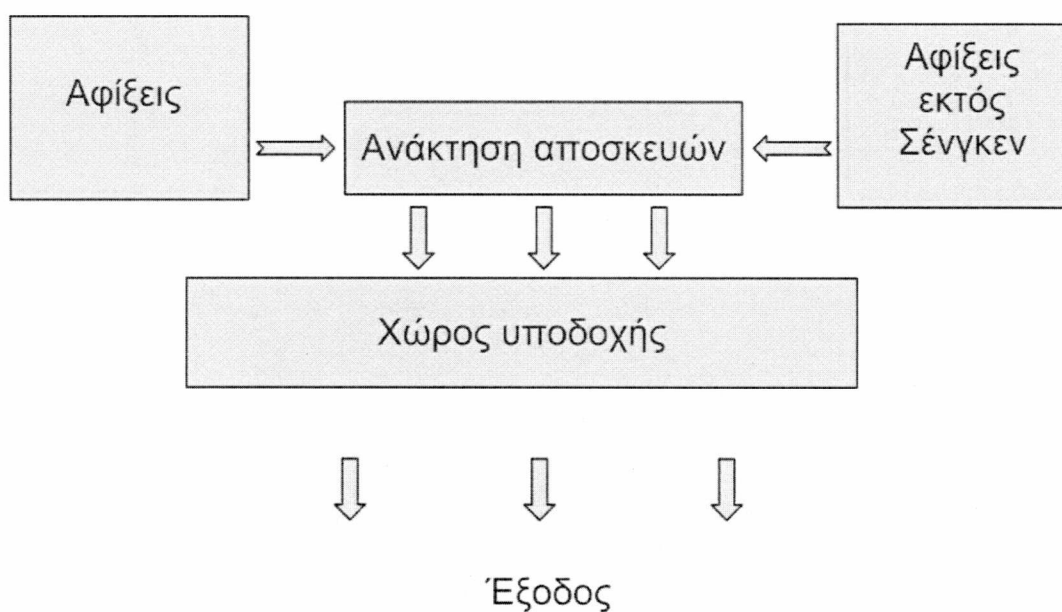 Αφίξεις
Αφίξεις
εκτός
Σένγκεν
Ανάκτηση αποσκευών
Χώρος υποδοχής
Έξοδος